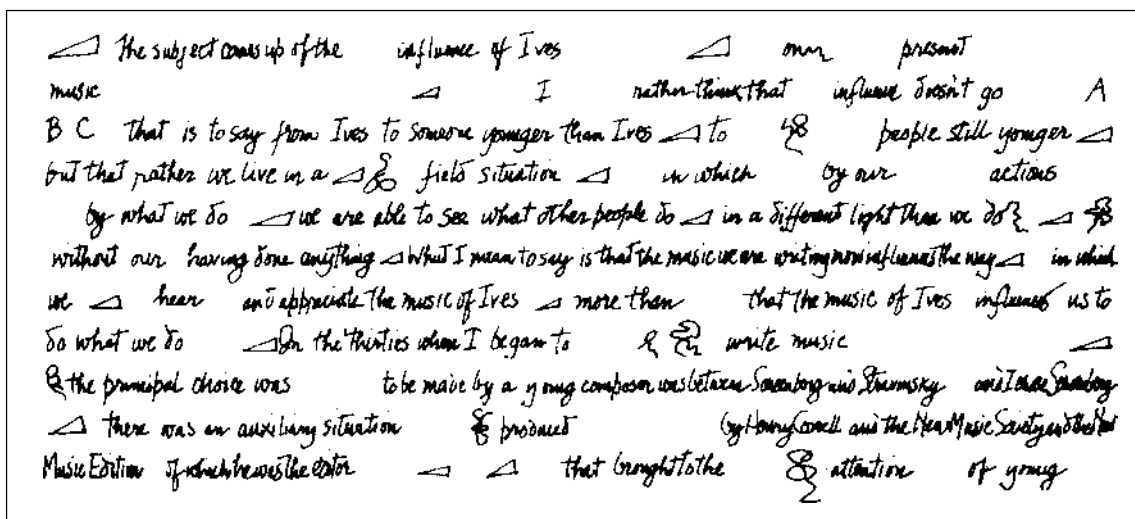 The subject comes up of the influence of Ives on present
music I rather think that influence doesn't go A
B C that is to say from Ives to someone younger than Ives to people still younger
but that rather we live in a field situation in which by our actions
by what we do we are able to see what other people do in a different light than we do
without our having done anything What I mean to say is that the music we are writing now influences the way in which
we hear and appreciate the music of Ives more than that the music of Ives influences us to
do what we do In the thirties when I began to write music
the principal choice was to be made by a young composer was between Schoenberg and Stravinsky and I chose Schoenberg
there was an auxiliary situation produced by Henry Cowell and the New Music Society and the New
Music Edition of which he was the editor that brought to the attention of young